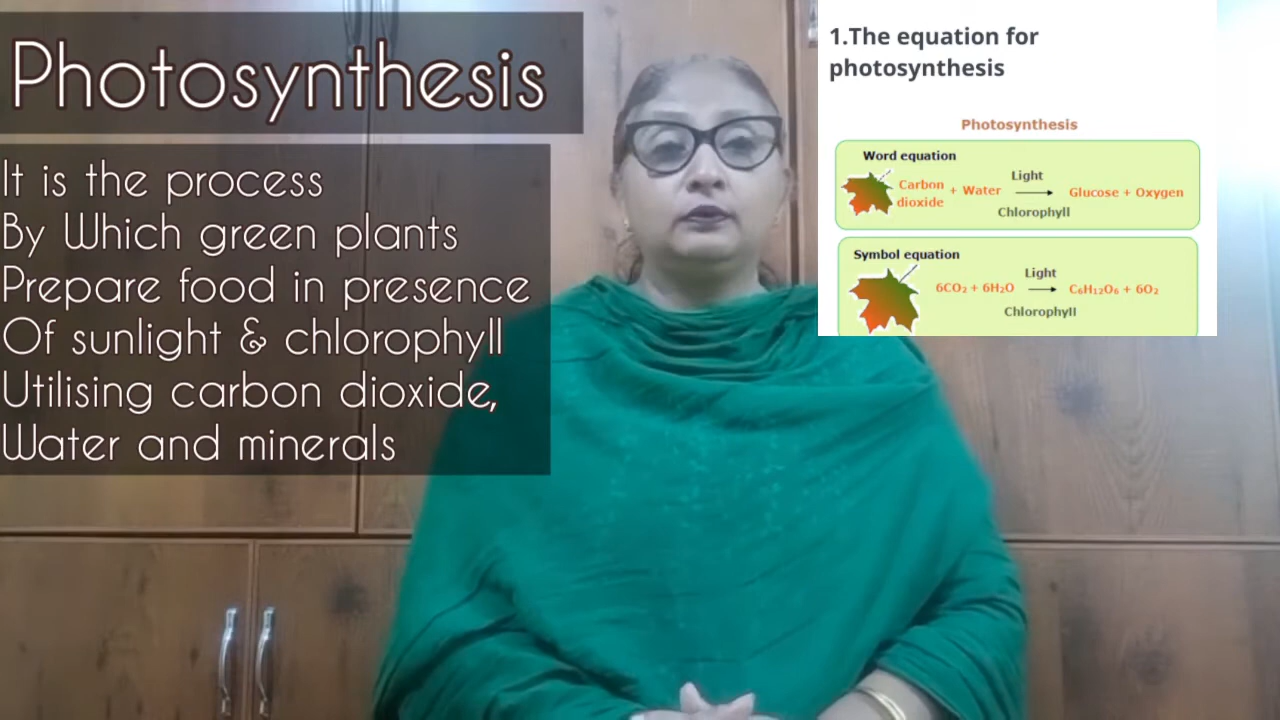 Photosynthesis
It is the process
By Which green plants
Prepare food in presence
Of sunlight & chlorophyll
Utilising carbon dioxide,
Water and minerals
1.The equation for
photosynthesis
Photosynthesis
Word equation
Light
Carbon dioxide + Water → Glucose + Oxygen
Chlorophyll
Symbol equation
Light
6CO₂ + 6H₂O → C₆H₁₂O₆ + 6O₂
Chlorophyll